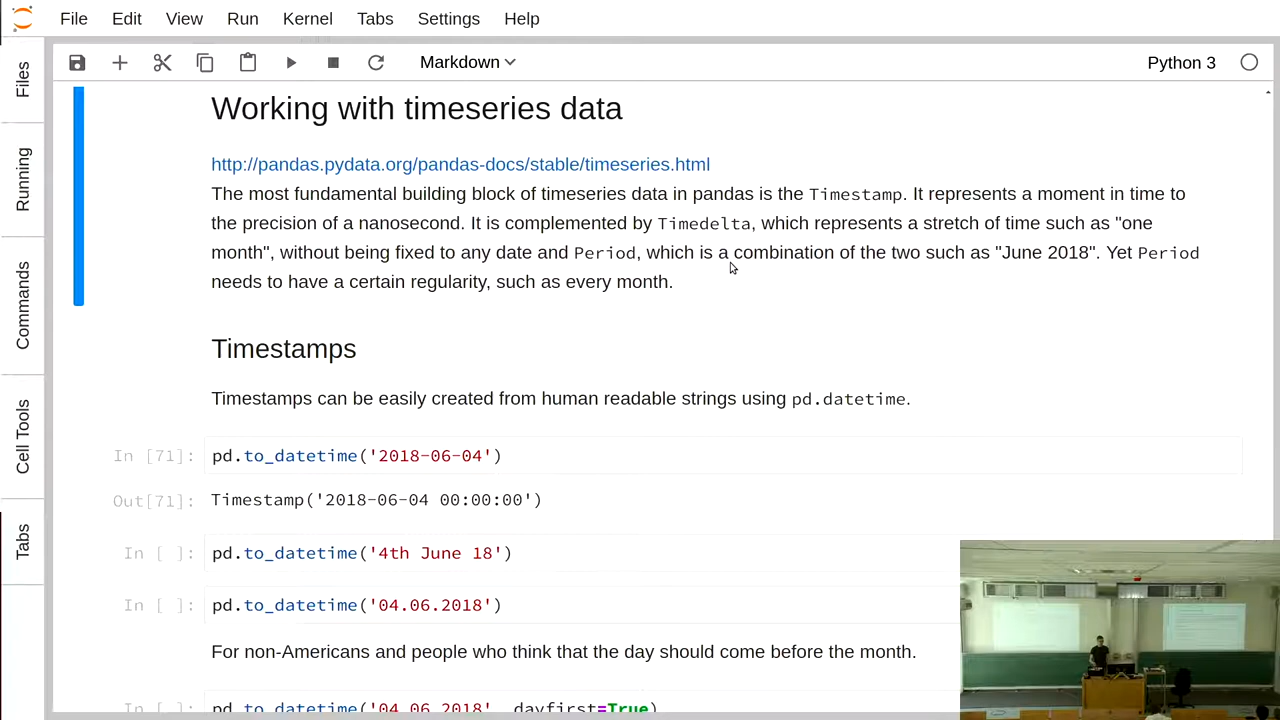 File Edit View Run Kernel Tabs Settings Help
Markdown
Python 3
Files
Running
Commands
Cell Tools
Tabs
Working with timeseries data
http://pandas.pydata.org/pandas-docs/stable/timeseries.html
The most fundamental building block of timeseries data in pandas is the Timestamp. It represents a moment in time to
the precision of a nanosecond. It is complemented by Timedelta, which represents a stretch of time such as "one
month", without being fixed to any date and Period, which is a combination of the two such as "June 2018". Yet Period
needs to have a certain regularity, such as every month.
Timestamps
Timestamps can be easily created from human readable strings using pd.datetime.
In [71]: pd.to_datetime('2018-06-04')
Out[71]: Timestamp('2018-06-04 00:00:00')
In [ ]: pd.to_datetime('4th June 18')
In [ ]: pd.to_datetime('04.06.2018')
For non-Americans and people who think that the day should come before the month.
In [ ]: pd.to_datetime('04.06.2018', dayfirst=True)